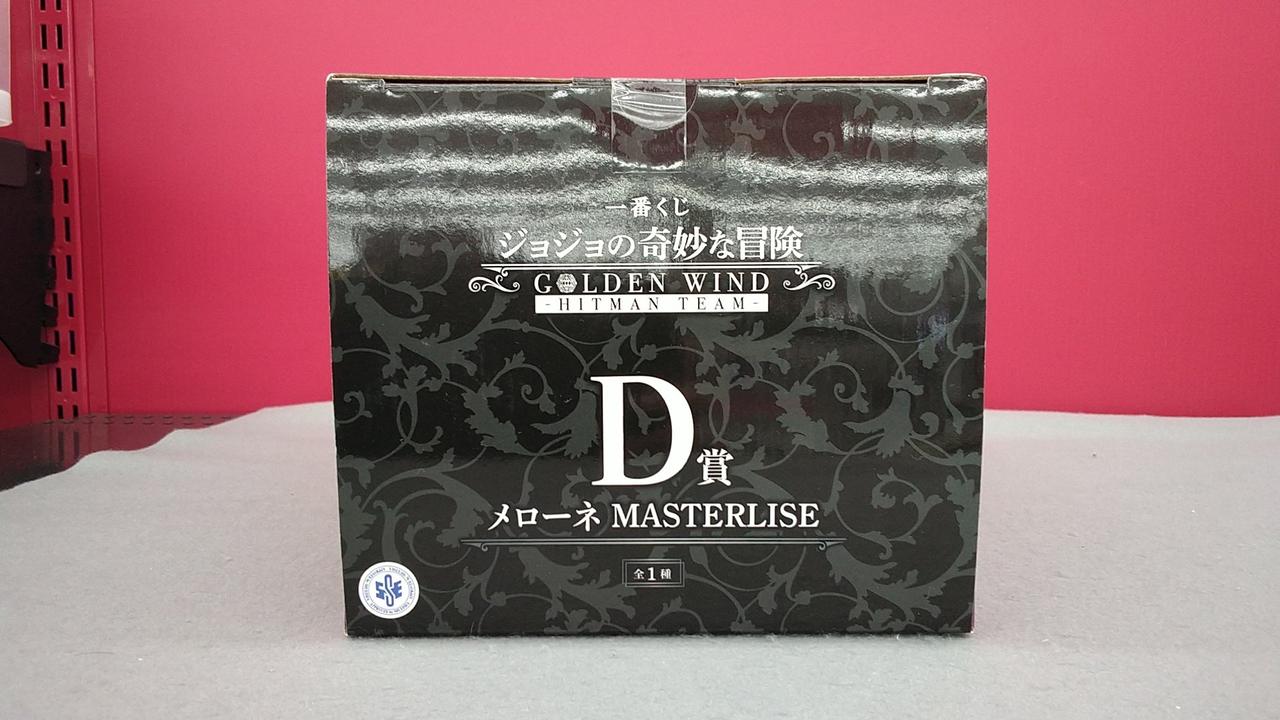 一番くじ
ジョジョの奇妙な冒険
GOLDEN WIND
-HITMAN TEAM-
D賞
メローネ MASTERLISE
全1種